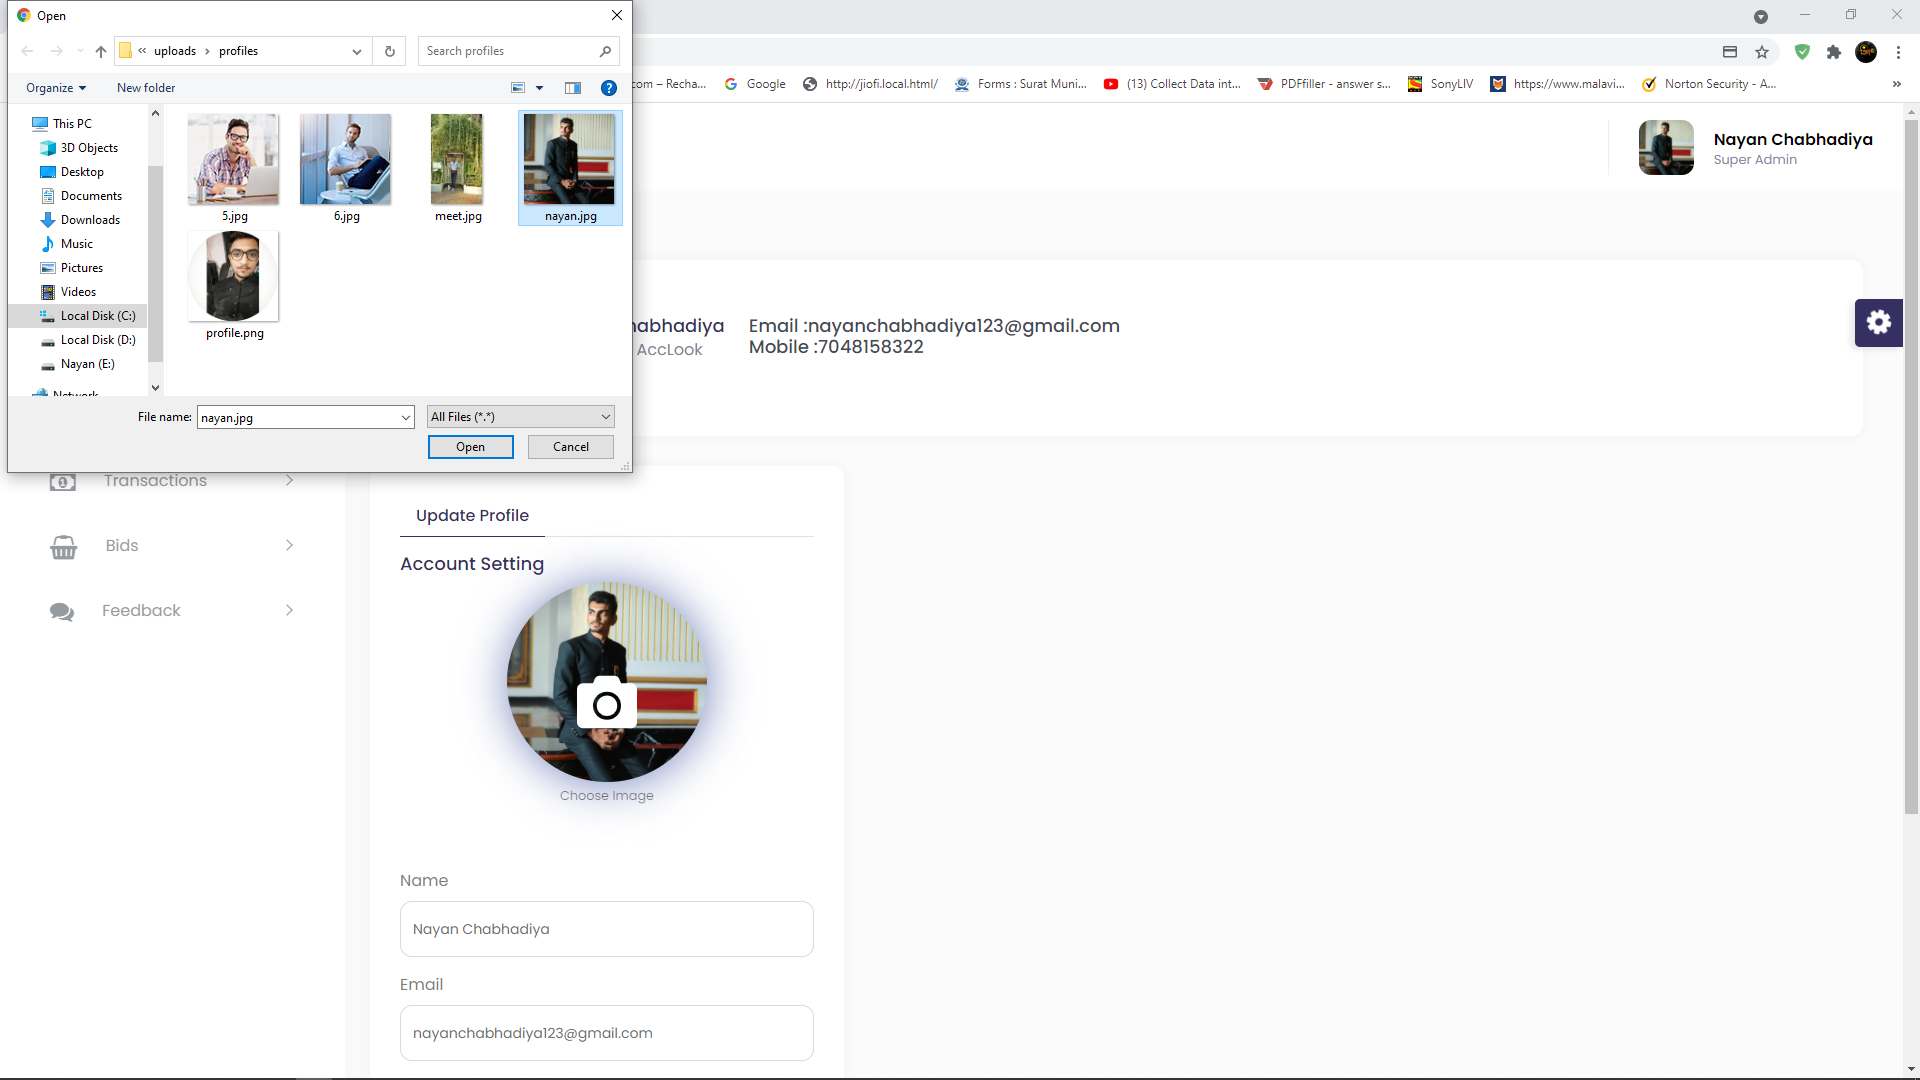 Open
« uploads › profiles
Search profiles
Organize
New folder
This PC
3D Objects
Desktop
Documents
Downloads
Music
Pictures
Videos
Local Disk (C:)
Local Disk (D:)
Nayan (E:)
Network
5.jpg
6.jpg
meet.jpg
nayan.jpg
profile.png
File name:
nayan.jpg
All Files (*.*)
Open
Cancel
com – Recha...
Google
http://jiofi.local.html/
Forms : Surat Muni...
(13) Collect Data int...
PDFfiller - answer s...
SonyLIV
https://www.malavi...
Norton Security - A...
»
Nayan Chabhadiya
Super Admin
habhadiya
AccLook
Email :nayanchabhadiya123@gmail.com
Mobile :7048158322
Transactions
Bids
Feedback
Update Profile
Account Setting
Choose Image
Name
Nayan Chabhadiya
Email
nayanchabhadiya123@gmail.com